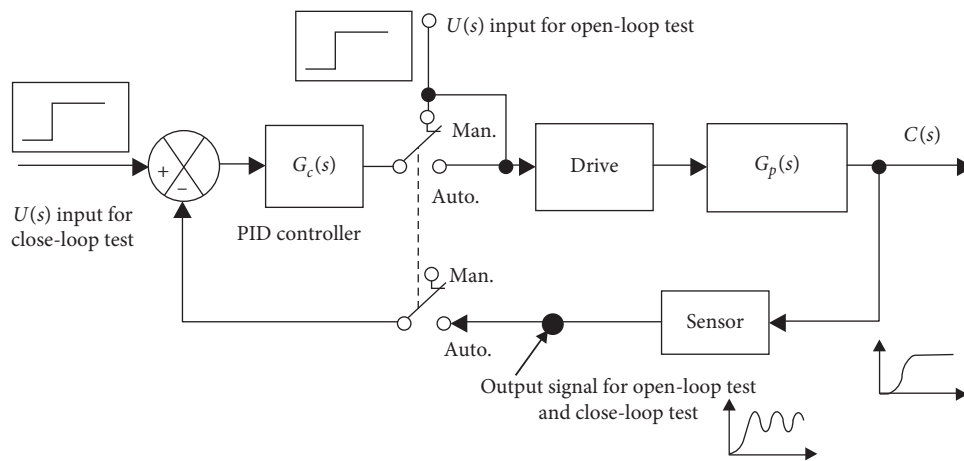 U(s) input for open-loop test
Man.
C(s)
+
−
G_c(s)
Drive
G_p(s)
Auto.
U(s) input for
close-loop test
PID controller
Man.
Sensor
Auto.
Output signal for open-loop test
and close-loop test